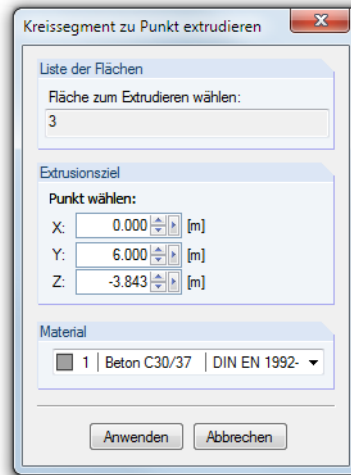 Kreissegment zu Punkt extrudieren
Liste der Flächen
Fläche zum Extrudieren wählen:
3
Extrusionsziel
Punkt wählen:
X: 0.000 [m]
Y: 6.000 [m]
Z: -3.843 [m]
Material
1 Beton C30/37 DIN EN 1992-
Anwenden Abbrechen